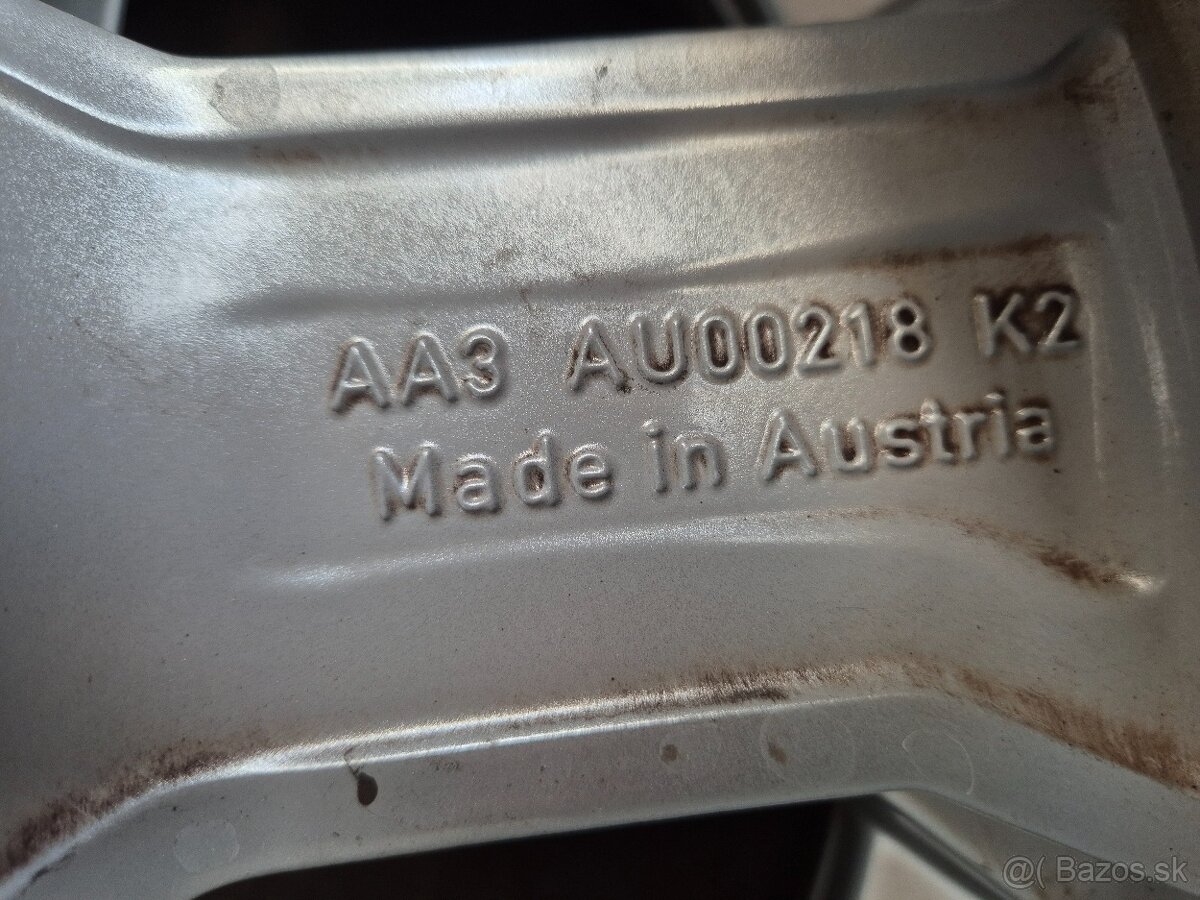 AA3 AU00218 K2
Made in Austria
@( Bazos.sk